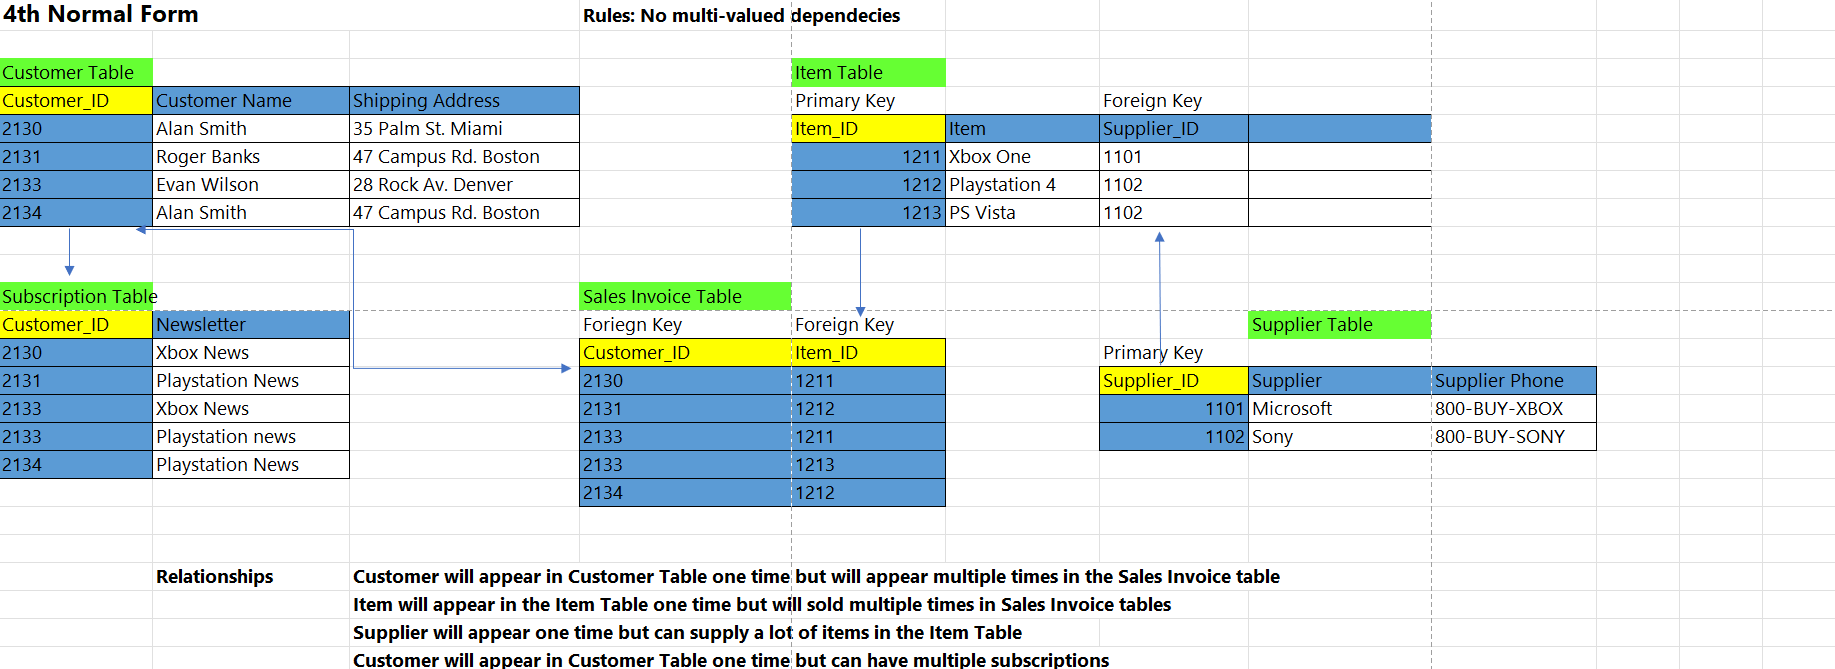 4th Normal Form
Rules: No multi-valued dependecies
Customer Table
Customer_ID Customer Name Shipping Address
2130 Alan Smith 35 Palm St. Miami
2131 Roger Banks 47 Campus Rd. Boston
2133 Evan Wilson 28 Rock Av. Denver
2134 Alan Smith 47 Campus Rd. Boston
Item Table
Primary Key Foreign Key
Item_ID Item Supplier_ID
1211 Xbox One 1101
1212 Playstation 4 1102
1213 PS Vista 1102
Subscription Table
Customer_ID Newsletter
2130 Xbox News
2131 Playstation News
2133 Xbox News
2133 Playstation news
2134 Playstation News
Sales Invoice Table
Foriegn Key Foreign Key
Customer_ID Item_ID
2130 1211
2131 1212
2133 1211
2133 1213
2134 1212
Supplier Table
Primary Key
Supplier_ID Supplier Supplier Phone
1101 Microsoft 800-BUY-XBOX
1102 Sony 800-BUY-SONY
Relationships
Customer will appear in Customer Table one time but will appear multiple times in the Sales Invoice table
Item will appear in the Item Table one time but will sold multiple times in Sales Invoice tables
Supplier will appear one time but can supply a lot of items in the Item Table
Customer will appear in Customer Table one time but can have multiple subscriptions